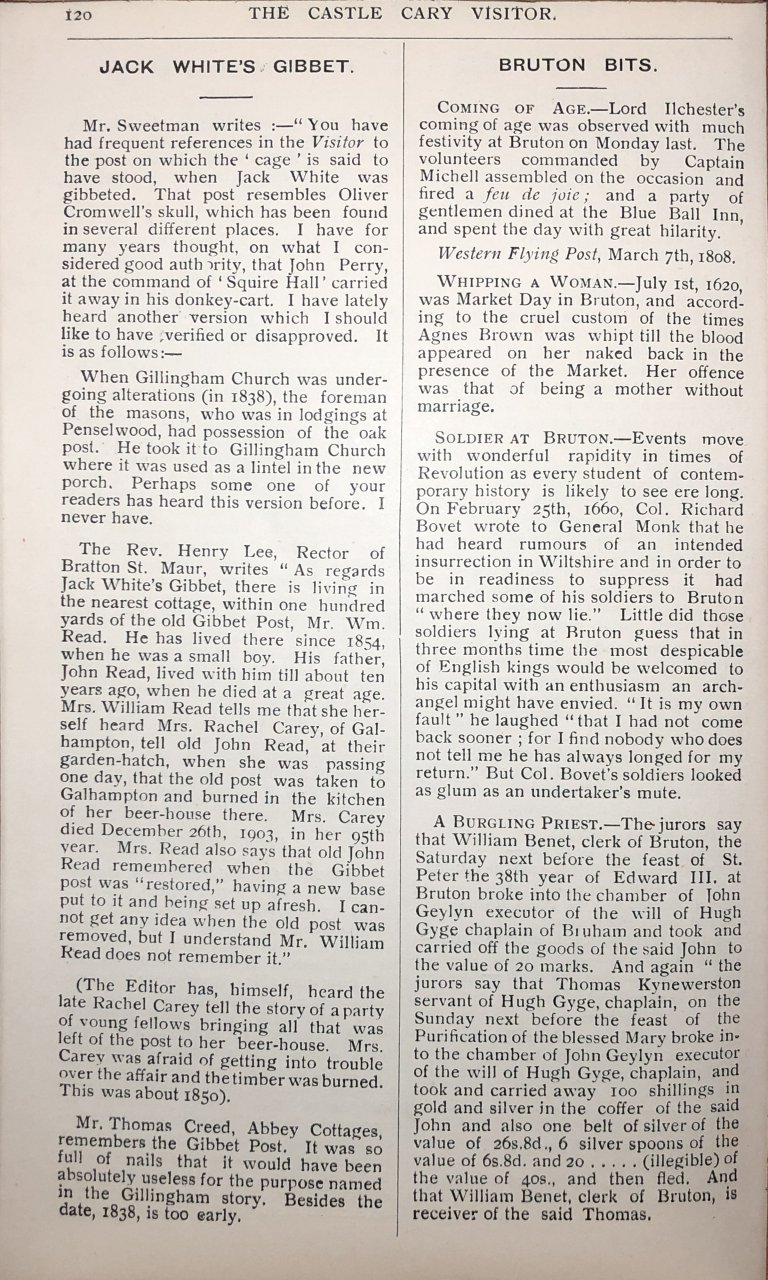 120 THE CASTLE CARY VISITOR.
JACK WHITE'S GIBBET.
Mr. Sweetman writes :—" You have
had frequent references in the Visitor to
the post on which the ' cage ' is said to
have stood, when Jack White was
gibbeted. That post resembles Oliver
Cromwell's skull, which has been found
in several different places. I have for
many years thought, on what I con-
sidered good authority, that John Perry,
at the command of ' Squire Hall' carried
it away in his donkey-cart. I have lately
heard another version which I should
like to have verified or disapproved. It
is as follows:—
When Gillingham Church was under-
going alterations (in 1838), the foreman
of the masons, who was in lodgings at
Penselwood, had possession of the oak
post. He took it to Gillingham Church
where it was used as a lintel in the new
porch. Perhaps some one of your
readers has heard this version before. I
never have.
The Rev. Henry Lee, Rector of
Bratton St. Maur, writes " As regards
Jack White's Gibbet, there is living in
the nearest cottage, within one hundred
yards of the old Gibbet Post, Mr. Wm.
Read. He has lived there since 1854,
when he was a small boy. His father,
John Read, lived with him till about ten
years ago, when he died at a great age.
Mrs. William Read tells me that she her-
self heard Mrs. Rachel Carey, of Gal-
hampton, tell old John Read, at their
garden-hatch, when she was passing
one day, that the old post was taken to
Galhampton and burned in the kitchen
of her beer-house there. Mrs. Carey
died December 26th, 1903, in her 95th
year. Mrs. Read also says that old John
Read remembered when the Gibbet
post was "restored," having a new base
put to it and being set up afresh. I can-
not get any idea when the old post was
removed, but I understand Mr. William
Read does not remember it."
(The Editor has, himself, heard the
late Rachel Carey tell the story of a party
of young fellows bringing all that was
left of the post to her beer-house. Mrs.
Carey was afraid of getting into trouble
over the affair and the timber was burned.
This was about 1850).
Mr. Thomas Creed, Abbey Cottages,
remembers the Gibbet Post. It was so
full of nails that it would have been
absolutely useless for the purpose named
in the Gillingham story. Besides the
date, 1838, is too early.
BRUTON BITS.
COMING OF AGE.—Lord Ilchester's
coming of age was observed with much
festivity at Bruton on Monday last. The
volunteers commanded by Captain
Michell assembled on the occasion and
fired a feu de joie ; and a party of
gentlemen dined at the Blue Ball Inn,
and spent the day with great hilarity.
Western Flying Post, March 7th, 1808.
WHIPPING A WOMAN.—July 1st, 1620,
was Market Day in Bruton, and accord-
ing to the cruel custom of the times
Agnes Brown was whipt till the blood
appeared on her naked back in the
presence of the Market. Her offence
was that of being a mother without
marriage.
SOLDIER AT BRUTON.—Events move
with wonderful rapidity in times of
Revolution as every student of contem-
porary history is likely to see ere long.
On February 25th, 1660, Col. Richard
Bovet wrote to General Monk that he
had heard rumours of an intended
insurrection in Wiltshire and in order to
be in readiness to suppress it had
marched some of his soldiers to Bruton
" where they now lie." Little did those
soldiers lying at Bruton guess that in
three months time the most despicable
of English kings would be welcomed to
his capital with an enthusiasm an arch-
angel might have envied. " It is my own
fault " he laughed "that I had not come
back sooner ; for I find nobody who does
not tell me he has always longed for my
return." But Col. Bovet's soldiers looked
as glum as an undertaker's mute.
A BURGLING PRIEST.—The jurors say
that William Benet, clerk of Bruton, the
Saturday next before the feast of St.
Peter the 38th year of Edward III. at
Bruton broke into the chamber of John
Geylyn executor of the will of Hugh
Gyge chaplain of Bruham and took and
carried off the goods of the said John to
the value of 20 marks. And again " the
jurors say that Thomas Kynewerston
servant of Hugh Gyge, chaplain, on the
Sunday next before the feast of the
Purification of the blessed Mary broke in-
to the chamber of John Geylyn executor
of the will of Hugh Gyge, chaplain, and
took and carried away 100 shillings in
gold and silver in the coffer of the said
John and also one belt of silver of the
value of 26s.8d., 6 silver spoons of the
value of 6s.8d. and 20 . . . . . (illegible) of
the value of 40s., and then fled. And
that William Benet, clerk of Bruton, is
receiver of the said Thomas.